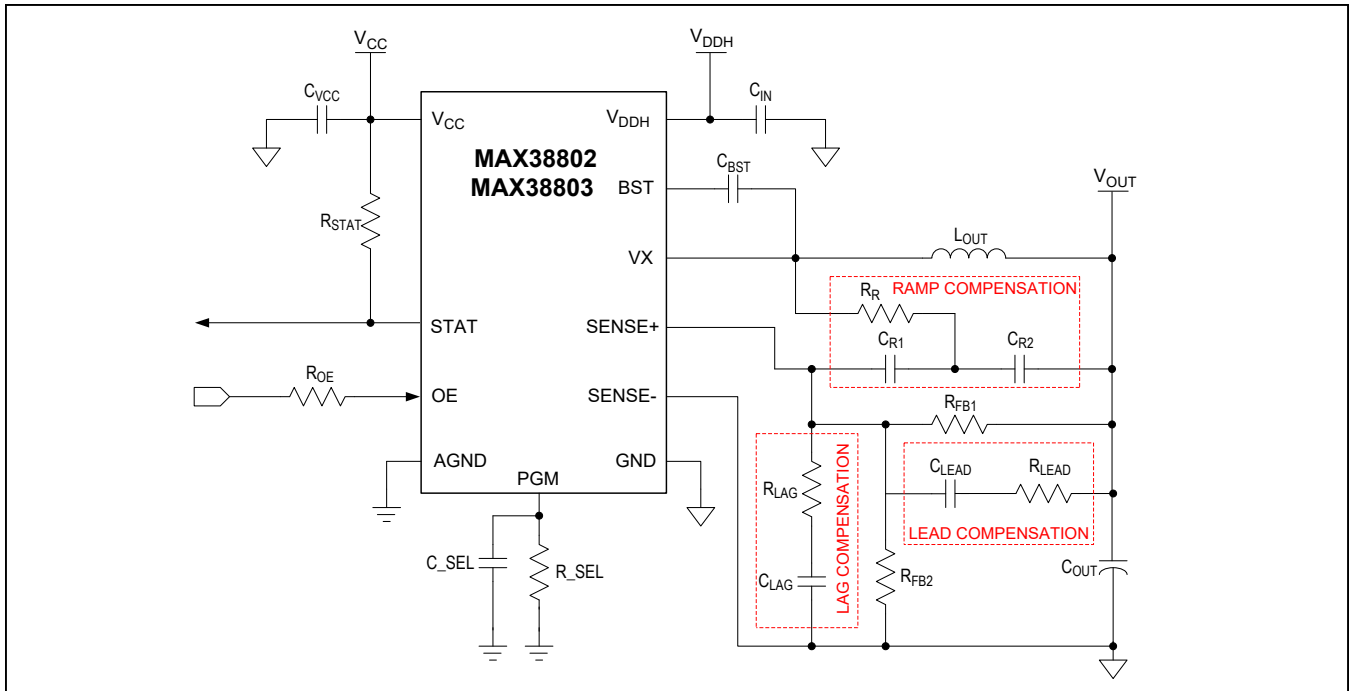 VCC
VDDH
CVCC
CIN
VCC
VDDH
MAX38802
MAX38803
CBST
BST
VOUT
RSTAT
LOUT
VX
RAMP COMPENSATION
RR
STAT
SENSE+
CR1
CR2
ROE
OE
SENSE-
RFB1
AGND
GND
CLEAD
RLEAD
RLAG
LEAD COMPENSATION
PGM
LAG COMPENSATION
C_SEL
R_SEL
CLAG
RFB2
COUT